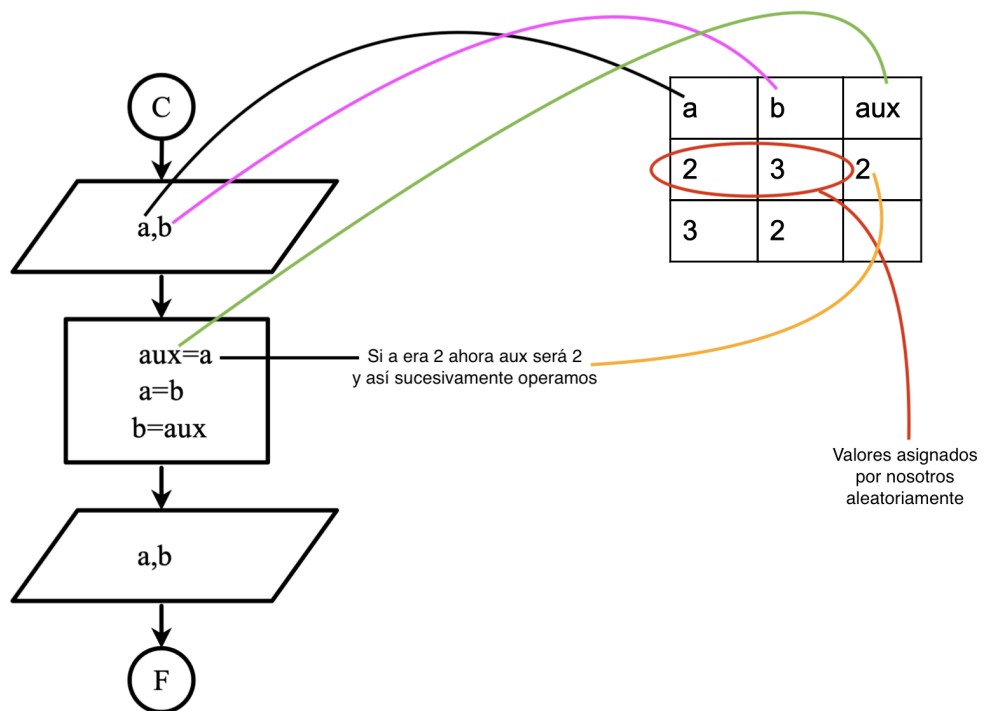 C
a,b
aux=a
a=b
b=aux
a,b
F
Si a era 2 ahora aux será 2
y así sucesivamente operamos
a b aux
2 3 2
3 2
Valores asignados
por nosotros
aleatoriamente